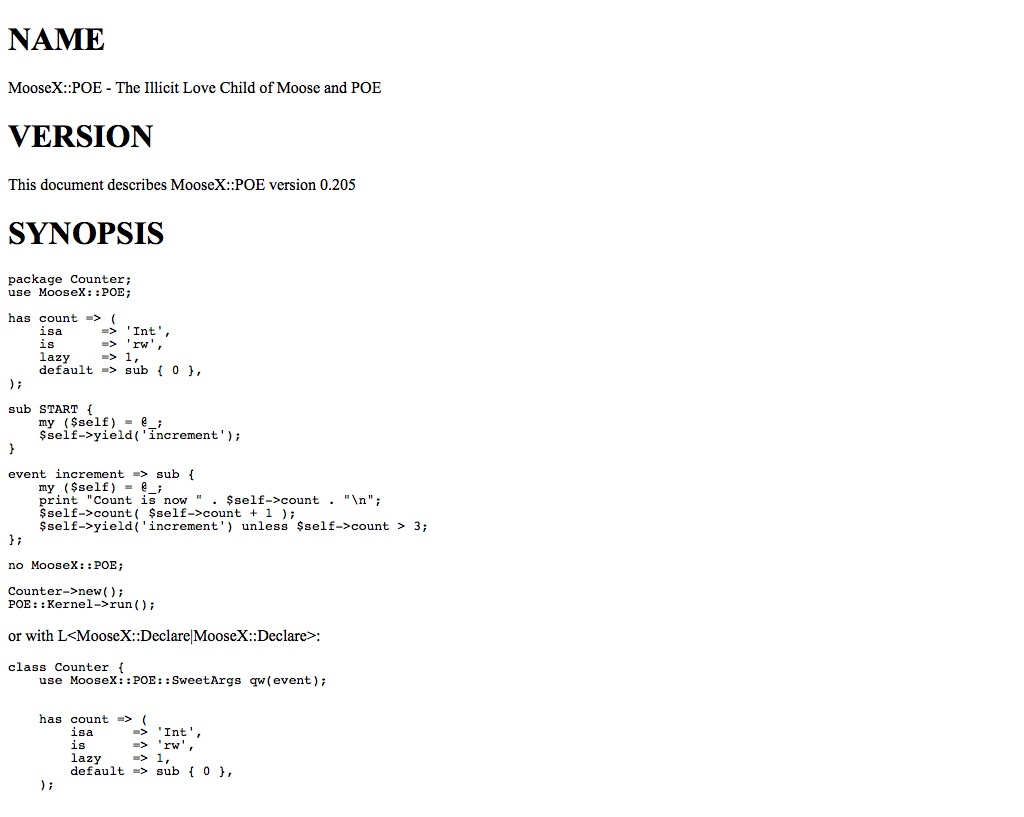 NAME
MooseX::POE - The Illicit Love Child of Moose and POE
VERSION
This document describes MooseX::POE version 0.205
SYNOPSIS
package Counter;
use MooseX::POE;
has count => (
    isa     => 'Int',
    is      => 'rw',
    lazy    => 1,
    default => sub { 0 },
);
sub START {
    my ($self) = @_;
    $self->yield('increment');
}
event increment => sub {
    my ($self) = @_;
    print "Count is now " . $self->count . "\n";
    $self->count( $self->count + 1 );
    $self->yield('increment') unless $self->count > 3;
};
no MooseX::POE;
Counter->new();
POE::Kernel->run();
or with L<MooseX::Declare|MooseX::Declare>:
class Counter {
    use MooseX::POE::SweetArgs qw(event);
    has count => (
        isa     => 'Int',
        is      => 'rw',
        lazy    => 1,
        default => sub { 0 },
    );